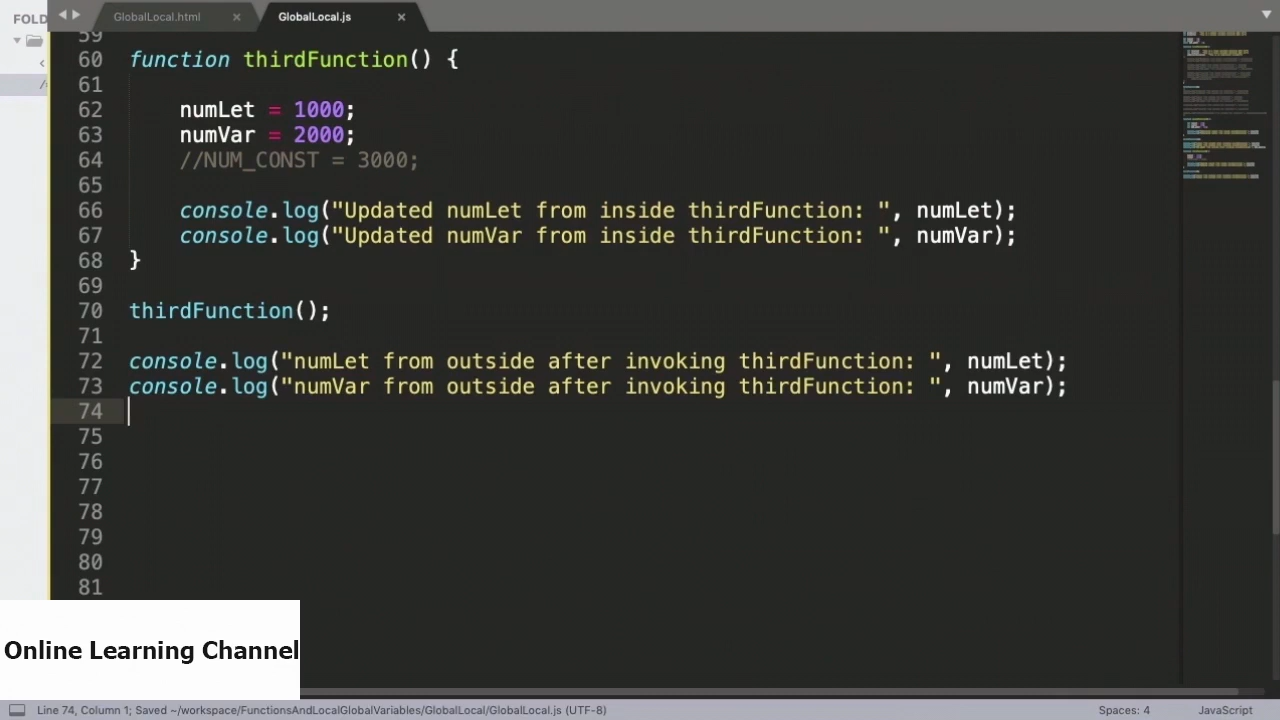 FOLD
GlobalLocal.html
GlobalLocal.js
59
60 function thirdFunction() {
61
62 numLet = 1000;
63 numVar = 2000;
64 //NUM_CONST = 3000;
65
66 console.log("Updated numLet from inside thirdFunction: ", numLet);
67 console.log("Updated numVar from inside thirdFunction: ", numVar);
68 }
69
70 thirdFunction();
71
72 console.log("numLet from outside after invoking thirdFunction: ", numLet);
73 console.log("numVar from outside after invoking thirdFunction: ", numVar);
74
75
76
77
78
79
80
81
Online Learning Channel
Line 74, Column 1; Saved ~/workspace/FunctionsAndLocalGlobalVariables/GlobalLocal/GlobalLocal.js (UTF-8)
Spaces: 4
JavaScript